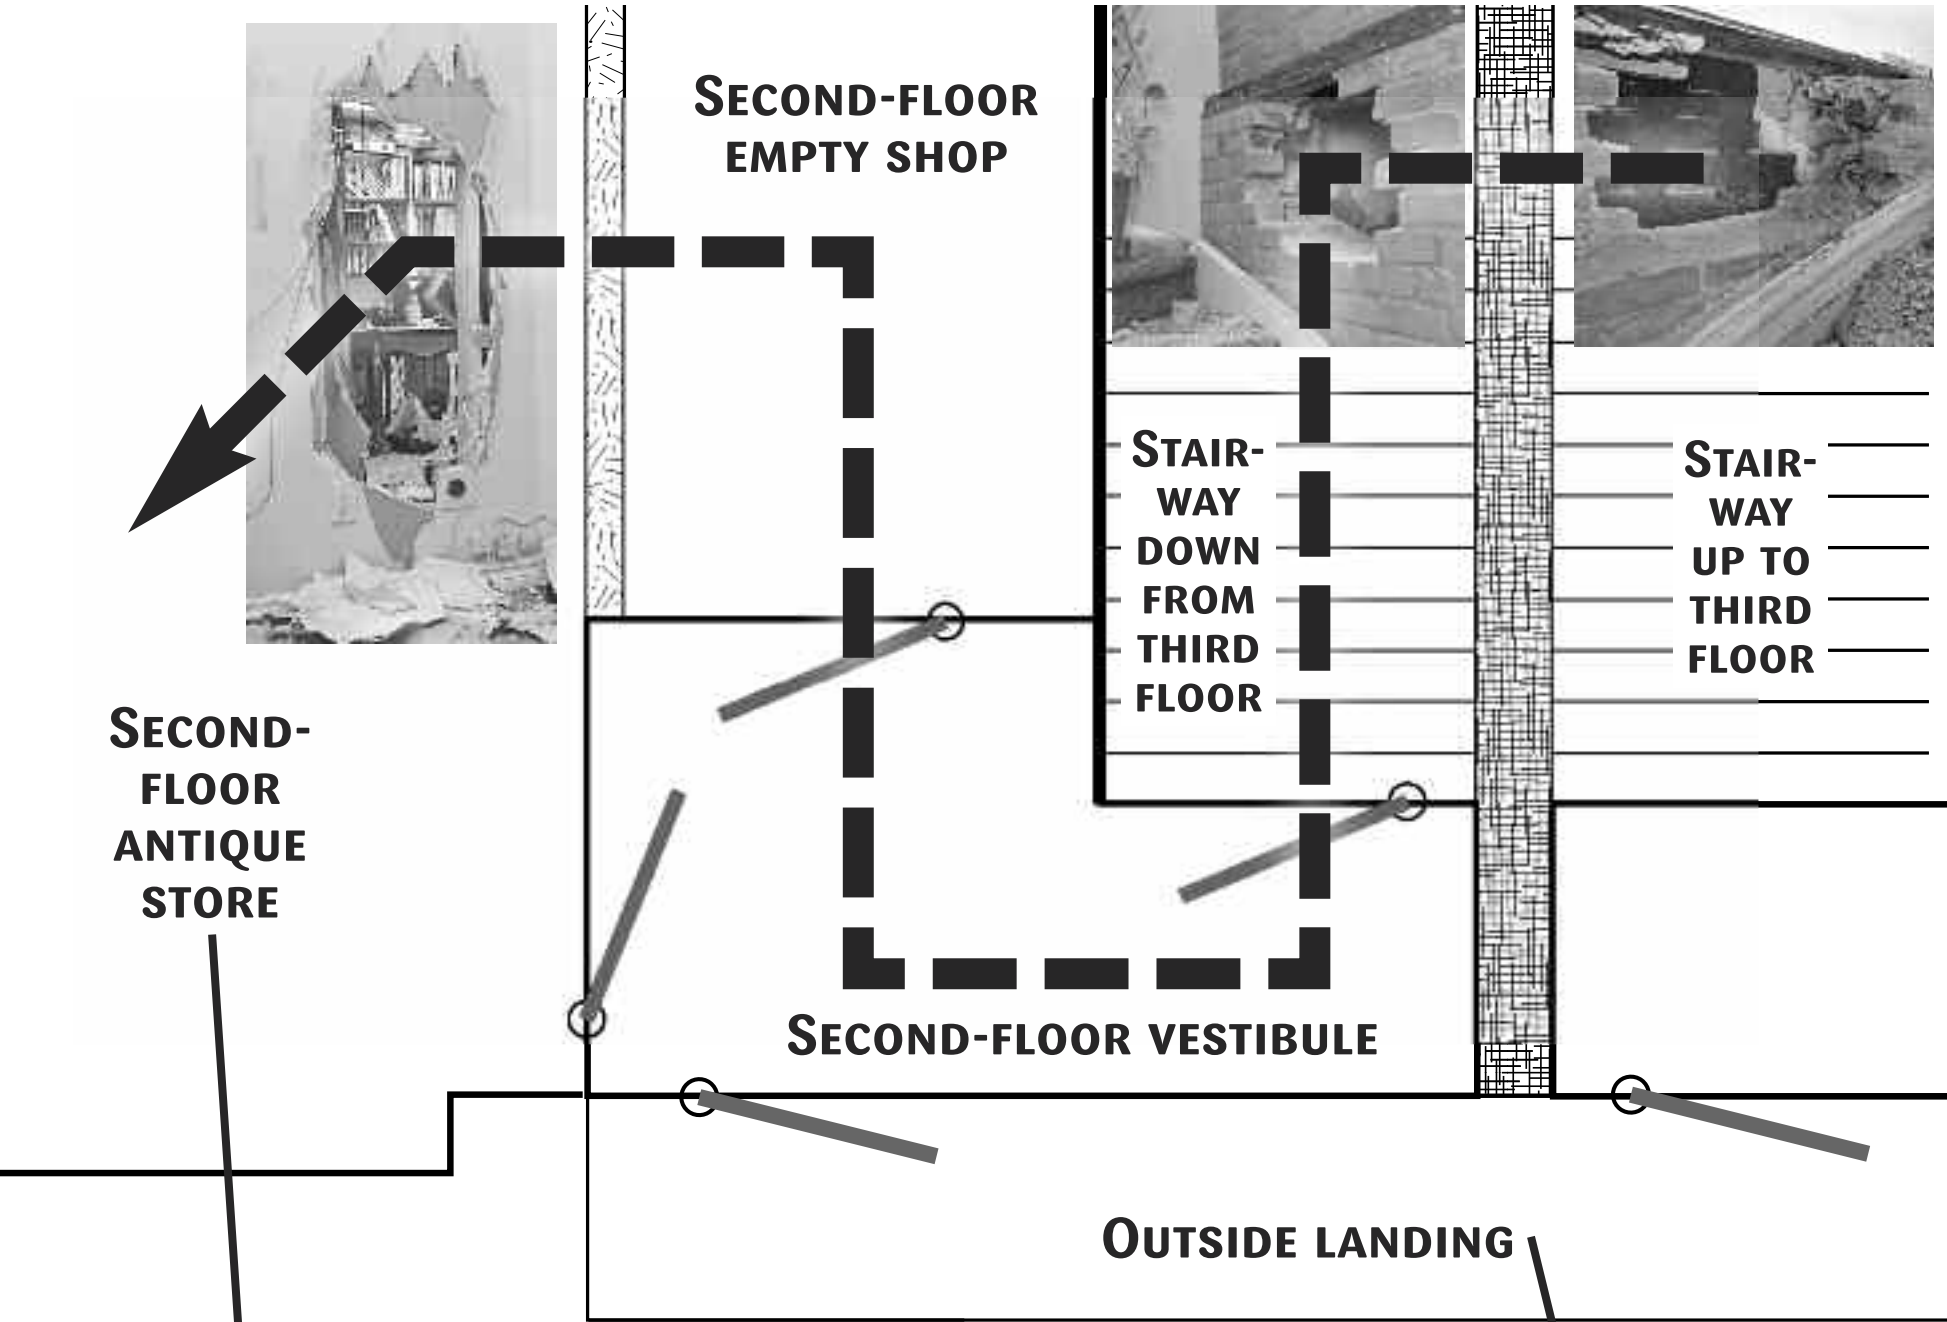 SECOND-FLOOR
EMPTY SHOP
STAIR-
WAY
DOWN
FROM
THIRD
FLOOR
STAIR-
WAY
UP TO
THIRD
FLOOR
SECOND-
FLOOR
ANTIQUE
STORE
SECOND-FLOOR VESTIBULE
OUTSIDE LANDING